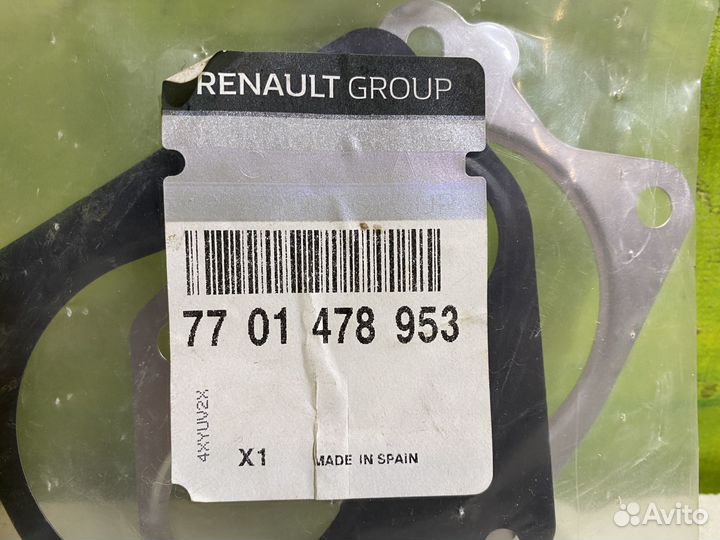 RENAULT GROUP
77 01 478 953
4XYUV2X
X1 MADE IN SPAIN
Avito